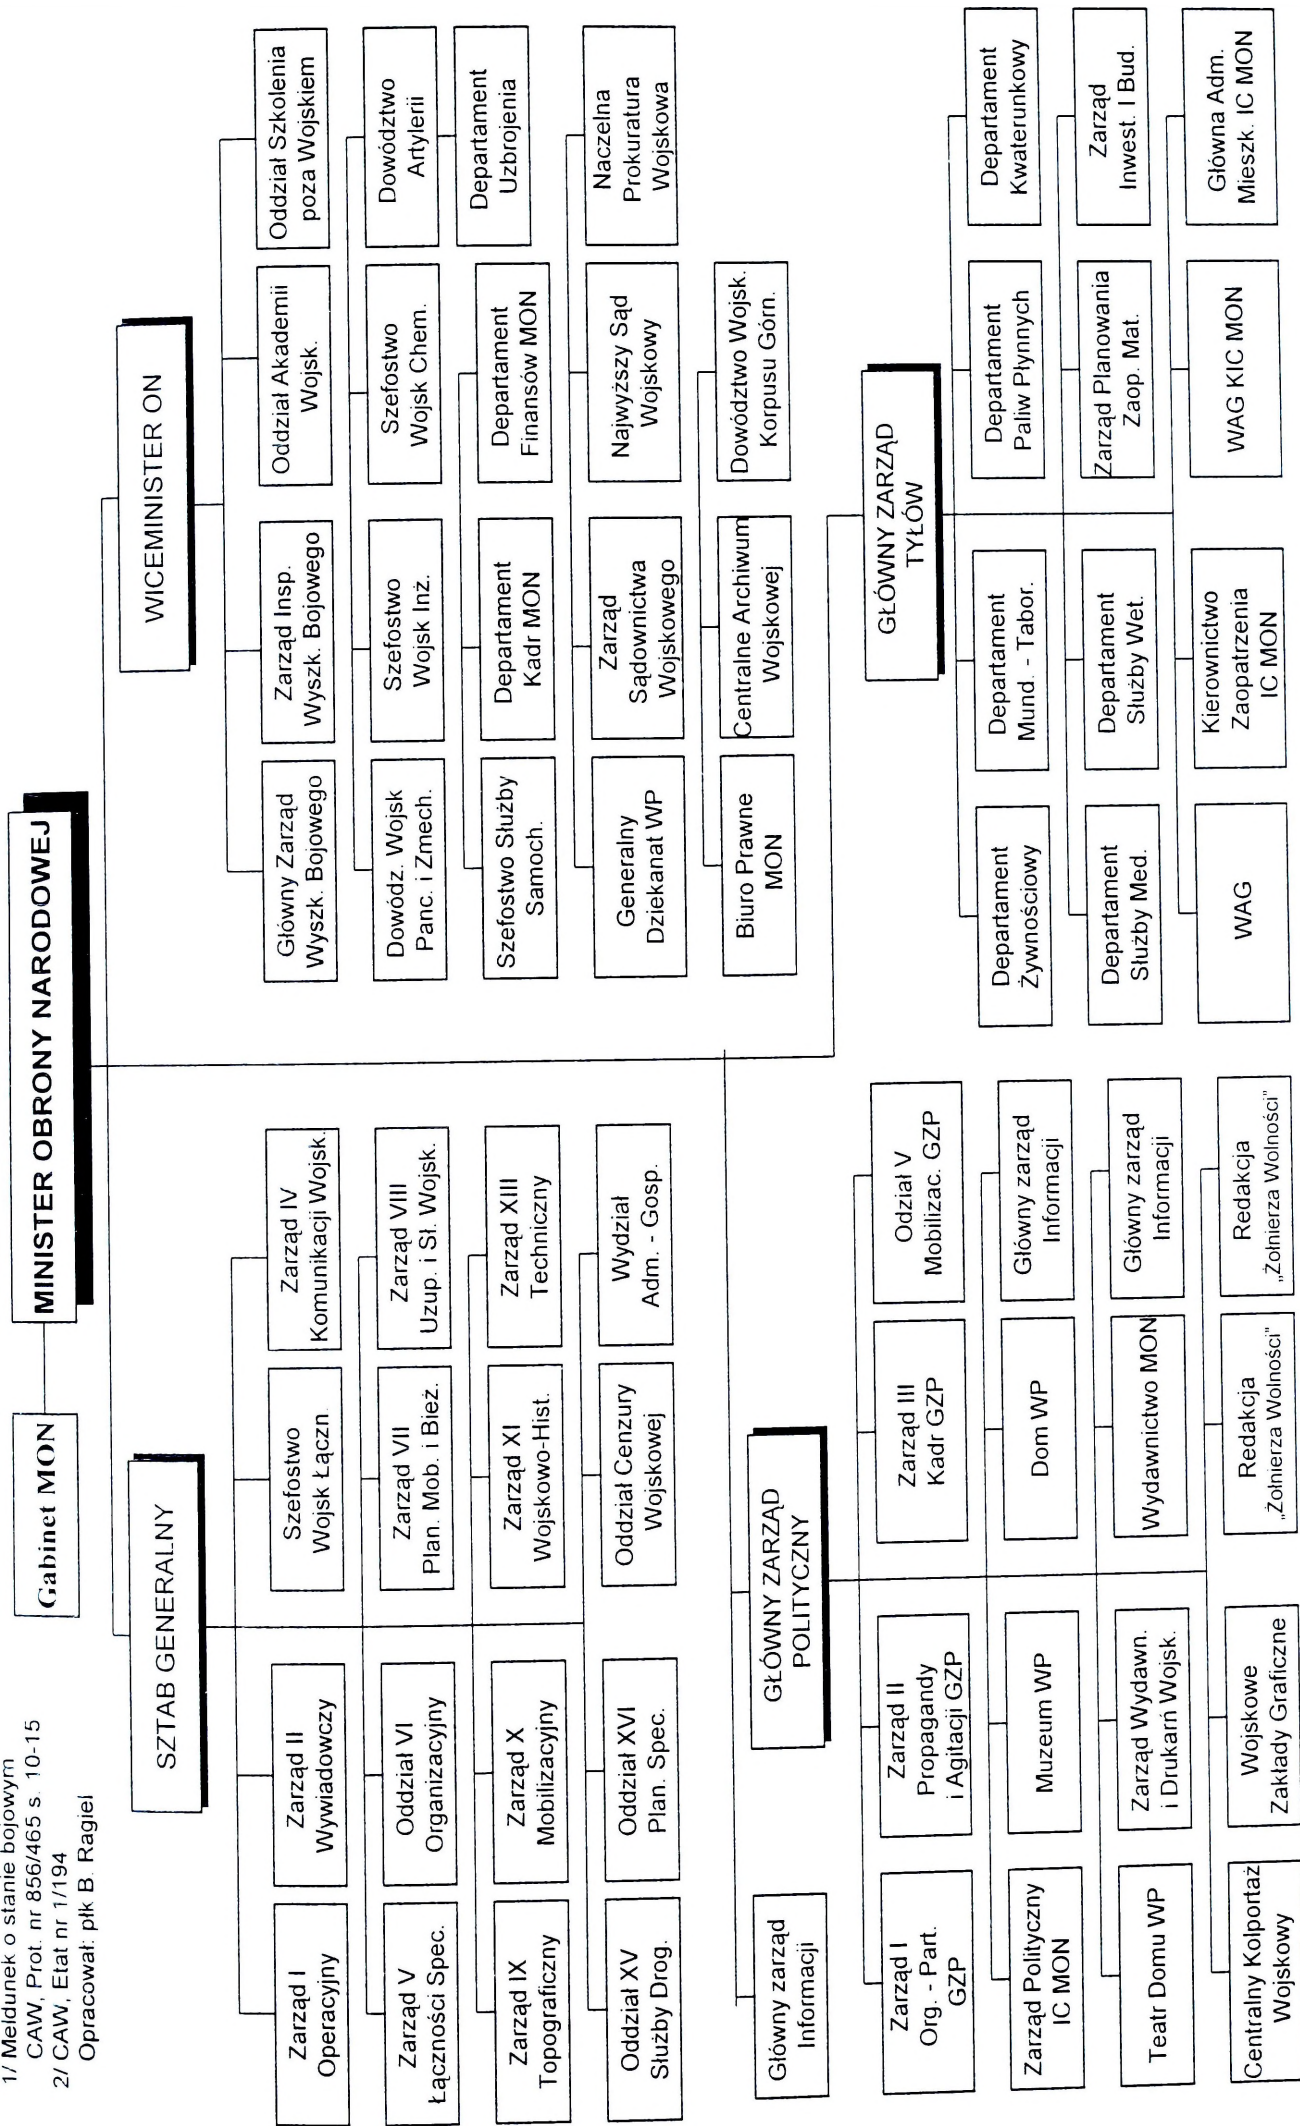 1/ Meldunek o stanie bojowym
CAW, Prot. nr 856/465 s. 10-15
2/ CAW, Etat nr 1/194
Opracował: płk B. Ragiel
Gabinet MON
MINISTER OBRONY NARODOWEJ
SZTAB GENERALNY
Zarząd I
Operacyjny
Zarząd II
Wywiadowczy
Szefostwo
Wojsk Łączn.
Zarząd IV
Komunikacji Wojsk.
Zarząd V
Łączności Spec.
Oddział VI
Organizacyjny
Zarząd VII
Plan. Mob. i Bież.
Zarząd VIII
Uzup. i Sł. Wojsk.
Zarząd IX
Topograficzny
Zarząd X
Mobilizacyjny
Zarząd XI
Wojskowo-Hist.
Zarząd XIII
Techniczny
Oddział XV
Służby Drog.
Oddział XVI
Plan. Spec.
Oddział Cenzury
Wojskowej
Wydział
Adm. - Gosp.
WICEMINISTER ON
Główny Zarząd
Wyszk. Bojowego
Zarząd Insp.
Wyszk. Bojowego
Oddział Akademii
Wojsk.
Oddział Szkolenia
poza Wojskiem
Dowódz. Wojsk
Panc. i Zmech.
Szefostwo
Wojsk Inż.
Szefostwo
Wojsk Chem.
Dowództwo
Artylerii
Szefostwo Służby
Samoch.
Departament
Kadr MON
Departament
Finansów MON
Departament
Uzbrojenia
Generalny
Dziekanat WP
Zarząd
Sądownictwa
Wojskowego
Najwyższy Sąd
Wojskowy
Naczelna
Prokuratura
Wojskowa
Biuro Prawne
MON
Centralne Archiwum
Wojskowej
Dowództwo Wojsk.
Korpusu Górn.
Główny zarząd
Informacji
GŁÓWNY ZARZĄD
POLITYCZNY
Zarząd I
Org. - Part.
GZP
Zarząd II
Propagandy
i Agitacji GZP
Zarząd III
Kadr GZP
Odział V
Mobilizac. GZP
Zarząd Polityczny
IC MON
Muzeum WP
Dom WP
Główny zarząd
Informacji
Teatr Domu WP
Zarząd Wydawn.
i Drukarń Wojsk.
Wydawnictwo MON
Główny zarząd
Informacji
Centralny Kolportaż
Wojskowy
Wojskowe
Zakłady Graficzne
Redakcja
„Żołnierza Wolności”
Redakcja
„Żołnierza Wolności”
GŁÓWNY ZARZĄD
TYŁÓW
Departament
Żywnościowy
Departament
Mund. - Tabor.
Departament
Paliw Płynnych
Departament
Kwaterunkowy
Departament
Służby Med.
Departament
Służby Wet.
Zarząd Planowania
Zaop. Mat.
Zarząd
Inwest. I Bud.
WAG
Kierownictwo
Zaopatrzenia
IC MON
WAG KIC MON
Główna Adm.
Mieszk. IC MON